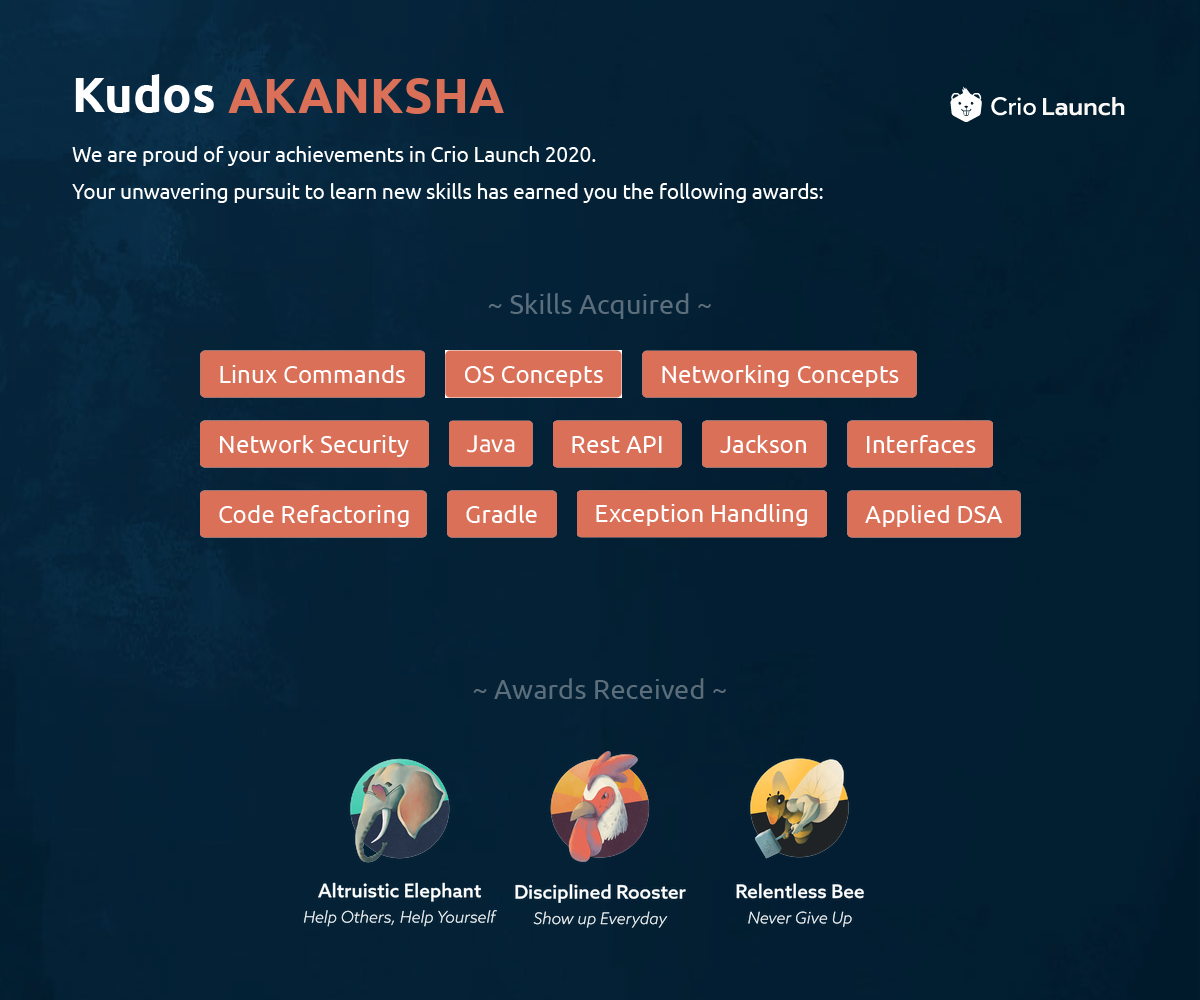 Kudos AKANKSHA
Crio Launch
We are proud of your achievements in Crio Launch 2020.
Your unwavering pursuit to learn new skills has earned you the following awards:
~ Skills Acquired ~
Linux Commands OS Concepts Networking Concepts
Network Security Java Rest API Jackson Interfaces
Code Refactoring Gradle Exception Handling Applied DSA
~ Awards Received ~
Altruistic Elephant Disciplined Rooster Relentless Bee
Help Others, Help Yourself Show up Everyday Never Give Up